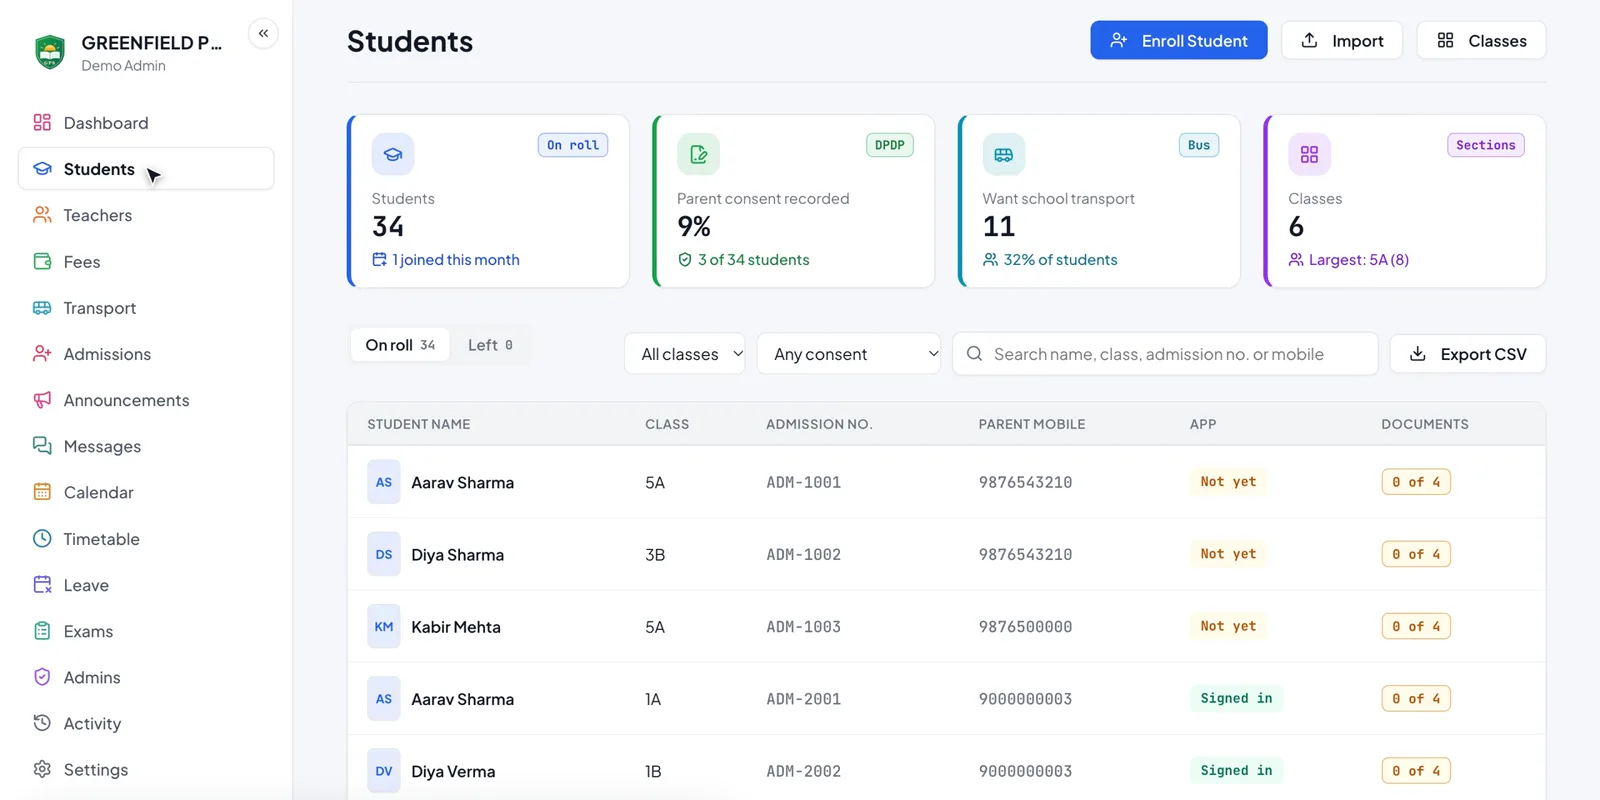 GREENFIELD P...
Demo Admin
Dashboard
Students
Teachers
Fees
Transport
Admissions
Announcements
Messages
Calendar
Timetable
Leave
Exams
Admins
Activity
Settings
Students
Enroll Student
Import
Classes
On roll
Students
34
1 joined this month
DPDP
Parent consent recorded
9%
3 of 34 students
Bus
Want school transport
11
32% of students
Sections
Classes
6
Largest: 5A (8)
On roll 34
Left 0
All classes
Any consent
Search name, class, admission no. or mobile
Export CSV
STUDENT NAME CLASS ADMISSION NO. PARENT MOBILE APP DOCUMENTS
AS Aarav Sharma 5A ADM-1001 9876543210 Not yet 0 of 4
DS Diya Sharma 3B ADM-1002 9876543210 Not yet 0 of 4
KM Kabir Mehta 5A ADM-1003 9876500000 Not yet 0 of 4
AS Aarav Sharma 1A ADM-2001 9000000003 Signed in 0 of 4
DV Diya Verma 1B ADM-2002 9000000003 Signed in 0 of 4